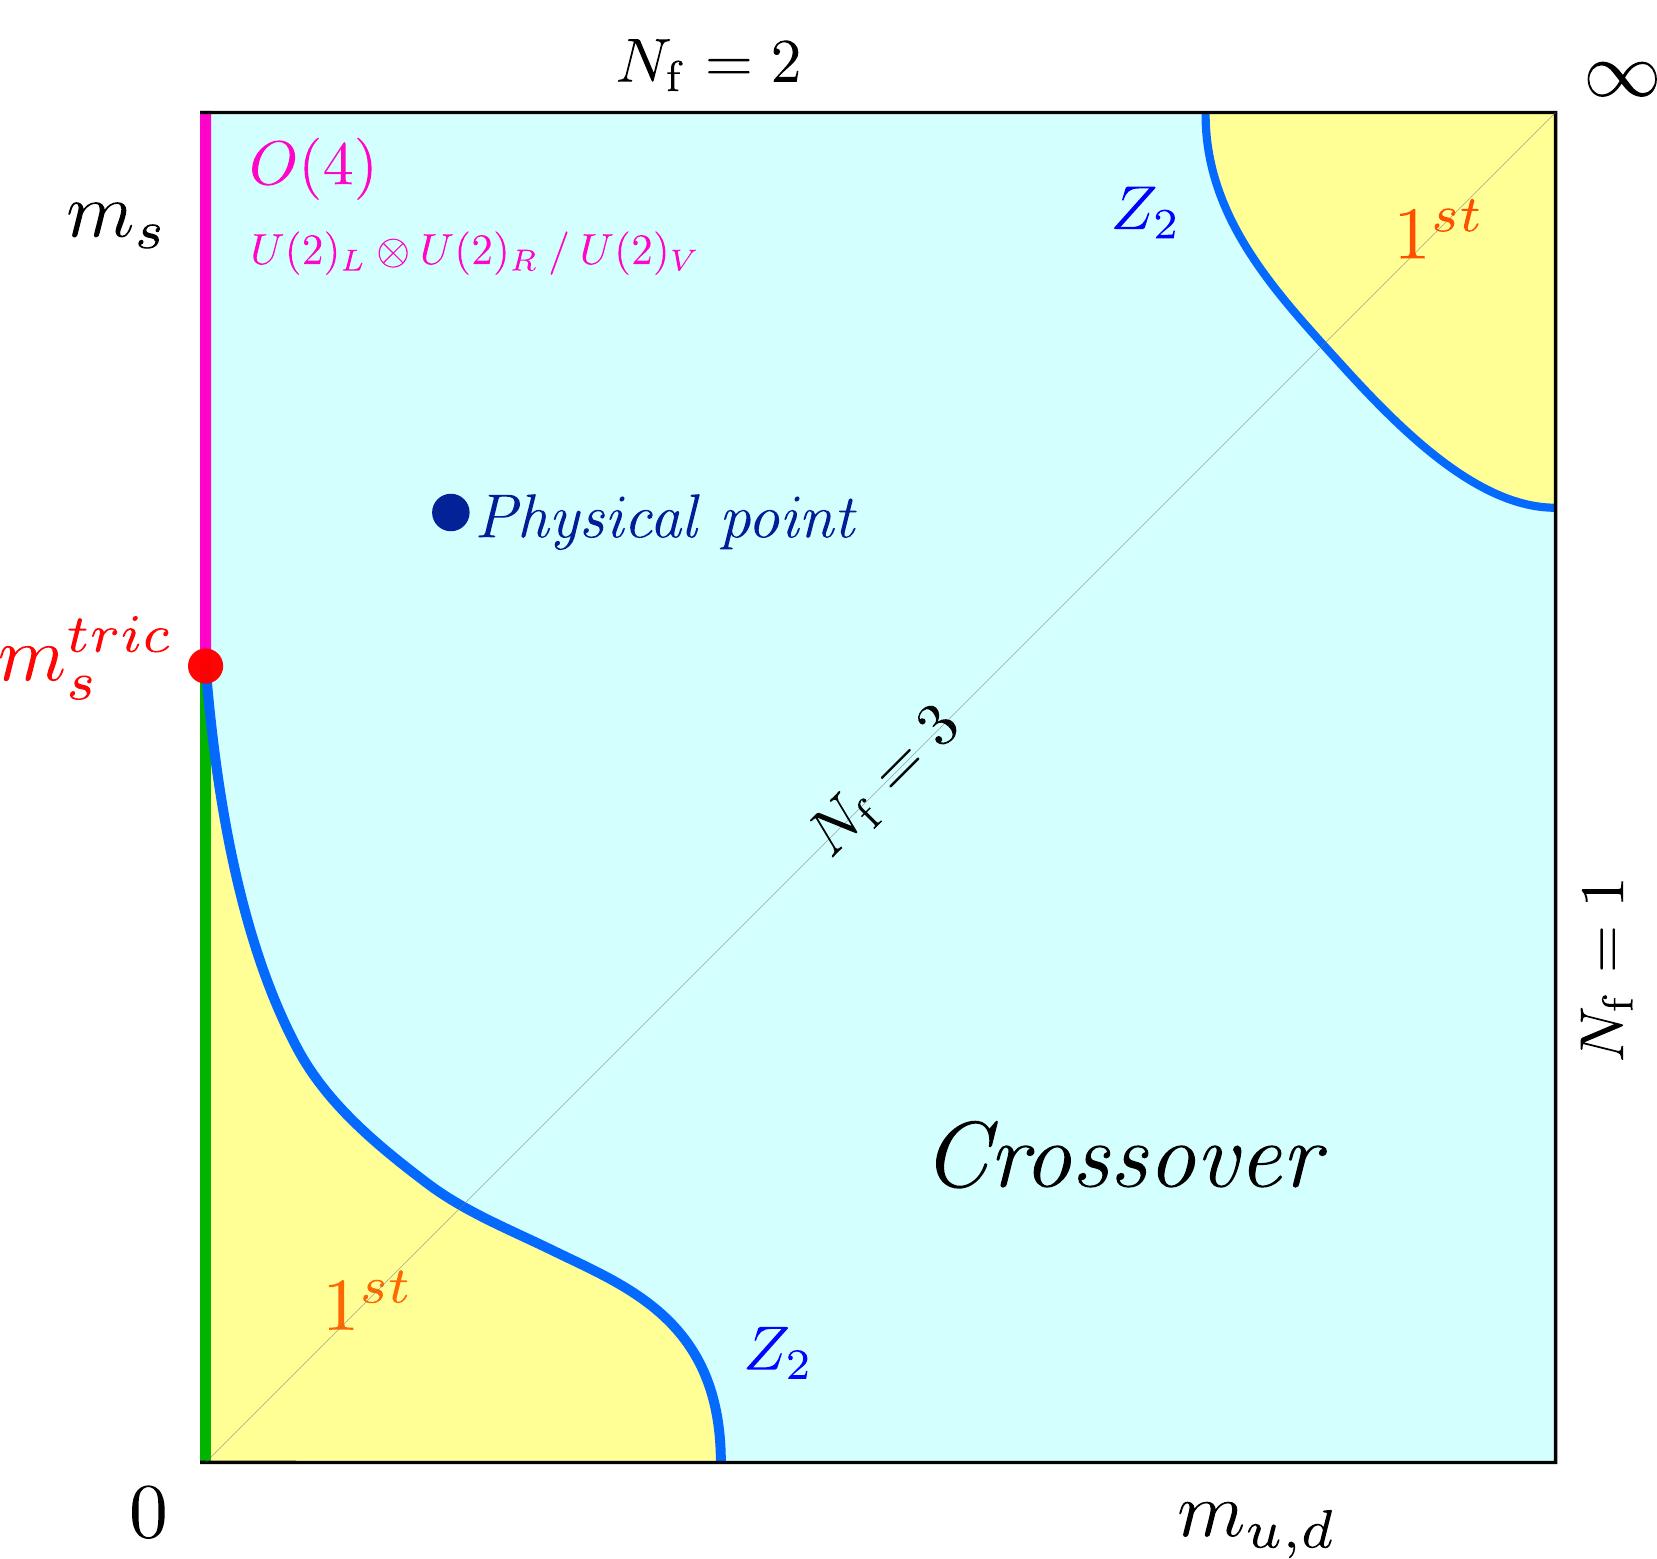 N_f = 2
∞
O(4)
m_s
Z_2
1^{st}
U(2)_L ⊗ U(2)_R / U(2)_V
Physical point
m_s^{tric}
N_f = 3
N_f = 1
Crossover
1^{st}
Z_2
0
m_{u,d}